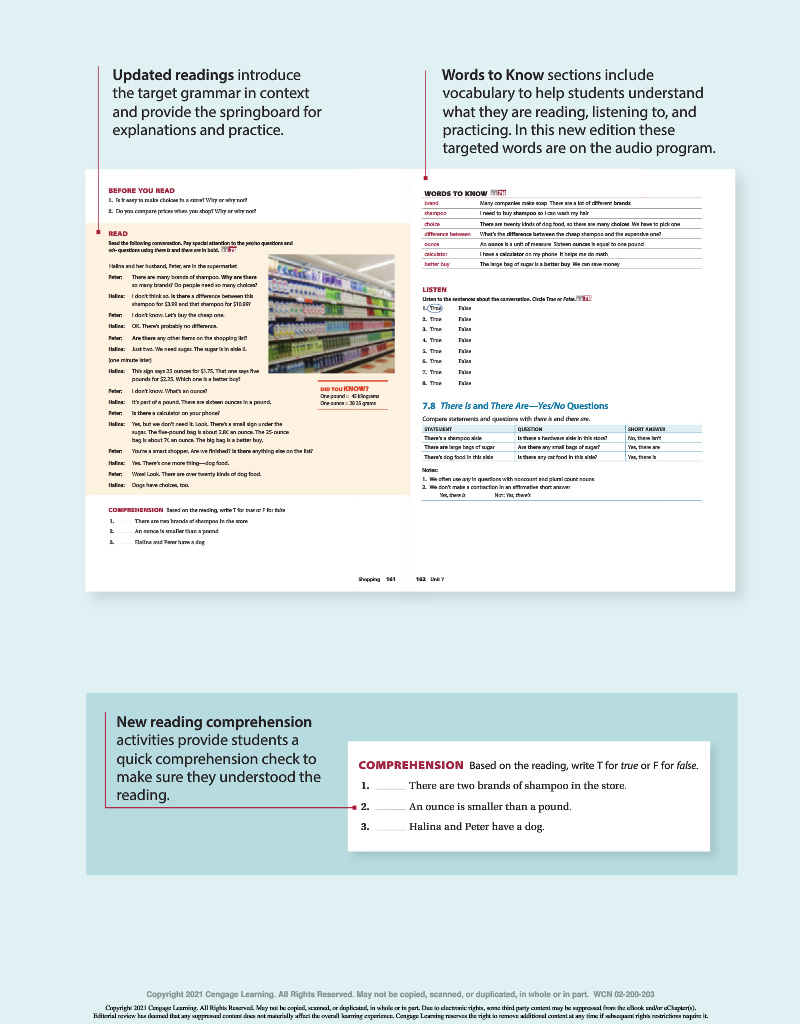 Updated readings introduce
the target grammar in context
and provide the springboard for
explanations and practice.
Words to Know sections include
vocabulary to help students understand
what they are reading, listening to, and
practicing. In this new edition these
targeted words are on the audio program.
BEFORE YOU READ
1. Is it easy to make choices in a store? Why or why not?
2. Do you compare prices when you shop? Why or why not?
READ
Read the following conversation. Pay special attention to the yes/no questions and
wh- questions using there is and there are in bold.
Halina and her husband, Peter, are in the supermarket
Peter: There are many brands of shampoo. Why are there
so many brands? Do people need so many choices?
Halina: I don't think so. Is there a difference between this
shampoo for $3.99 and that shampoo for $10.99?
Peter: I don't know. Let's buy the cheap one.
Halina: OK. There's probably no difference.
Peter: Are there any other items on the shopping list?
Halina: Just two. We need sugar. The sugar is in aisle 6.
(one minute later)
Halina: This sign says 25 ounces for $1.75. That one says five
pounds for $2.25. Which one is a better buy?
Peter: I don't know. What's an ounce?
Halina: It's part of a pound. There are sixteen ounces in a pound.
Peter: Is there a calculator on your phone?
Halina: Yes, but we don't need it. Look. There's a small sign under the
sugar. The five-pound bag is about 2.8¢ an ounce. The 25-ounce
bag is about 7¢ an ounce. The big bag is a better buy.
Peter: You're a smart shopper. Are we finished? Is there anything else on the list?
Halina: Yes. There's one more thing—dog food.
Peter: Wow! Look. There are over twenty kinds of dog food.
Halina: Dogs have choices, too.
DID YOU KNOW?
One pound = 45 kilograms
One ounce = 28 35 grams
COMPREHENSION Based on the reading, write T for true or F for false
1. There are two brands of shampoo in the store
2. An ounce is smaller than a pound
3. Halina and Peter have a dog
Shopping 161
WORDS TO KNOW
brand Many companies make soap There are a lot of different brands
shampoo I need to buy shampoo so I can wash my hair
choice There are twenty kinds of dog food, so there are many choices We have to pick one
difference between What's the difference between the cheap shampoo and the expensive one?
ounce An ounce is a unit of measure Sixteen ounces is equal to one pound
calculator I have a calculator on my phone It helps me do math
better buy The large bag of sugar is a better buy We can save money
LISTEN
Listen to the sentences about the conversation. Circle True or False.
1. True False
2. True False
3. True False
4. True False
5. True False
6. True False
7. True False
8. True False
7.8 There Is and There Are—Yes/No Questions
Compare statements and questions with there is and there are.
STATEMENT QUESTION SHORT ANSWER
There's a shampoo aisle Is there a hardware aisle in this store? No, there isn't
There are large bags of sugar Are there any small bags of sugar? Yes, there are
There's dog food in this aisle Is there any cat food in this aisle? Yes, there is
Notes:
1. We often use any in questions with noncount and plural count nouns
2. We don't make a contraction in an affirmative short answer
Yes, there is NOT: Yes, there's
162 Unit 7
New reading comprehension
activities provide students a
quick comprehension check to
make sure they understood the
reading.
COMPREHENSION Based on the reading, write T for true or F for false.
1. There are two brands of shampoo in the store.
2. An ounce is smaller than a pound.
3. Halina and Peter have a dog.
Copyright 2021 Cengage Learning. All Rights Reserved. May not be copied, scanned, or duplicated, in whole or in part. WCN 02-200-203
Copyright 2021 Cengage Learning. All Rights Reserved. May not be copied, scanned, or duplicated, in whole or in part. Due to electronic rights, some third party content may be suppressed from the eBook and/or eChapter(s).
Editorial review has deemed that any suppressed content does not materially affect the overall learning experience. Cengage Learning reserves the right to remove additional content at any time if subsequent rights restrictions require it.